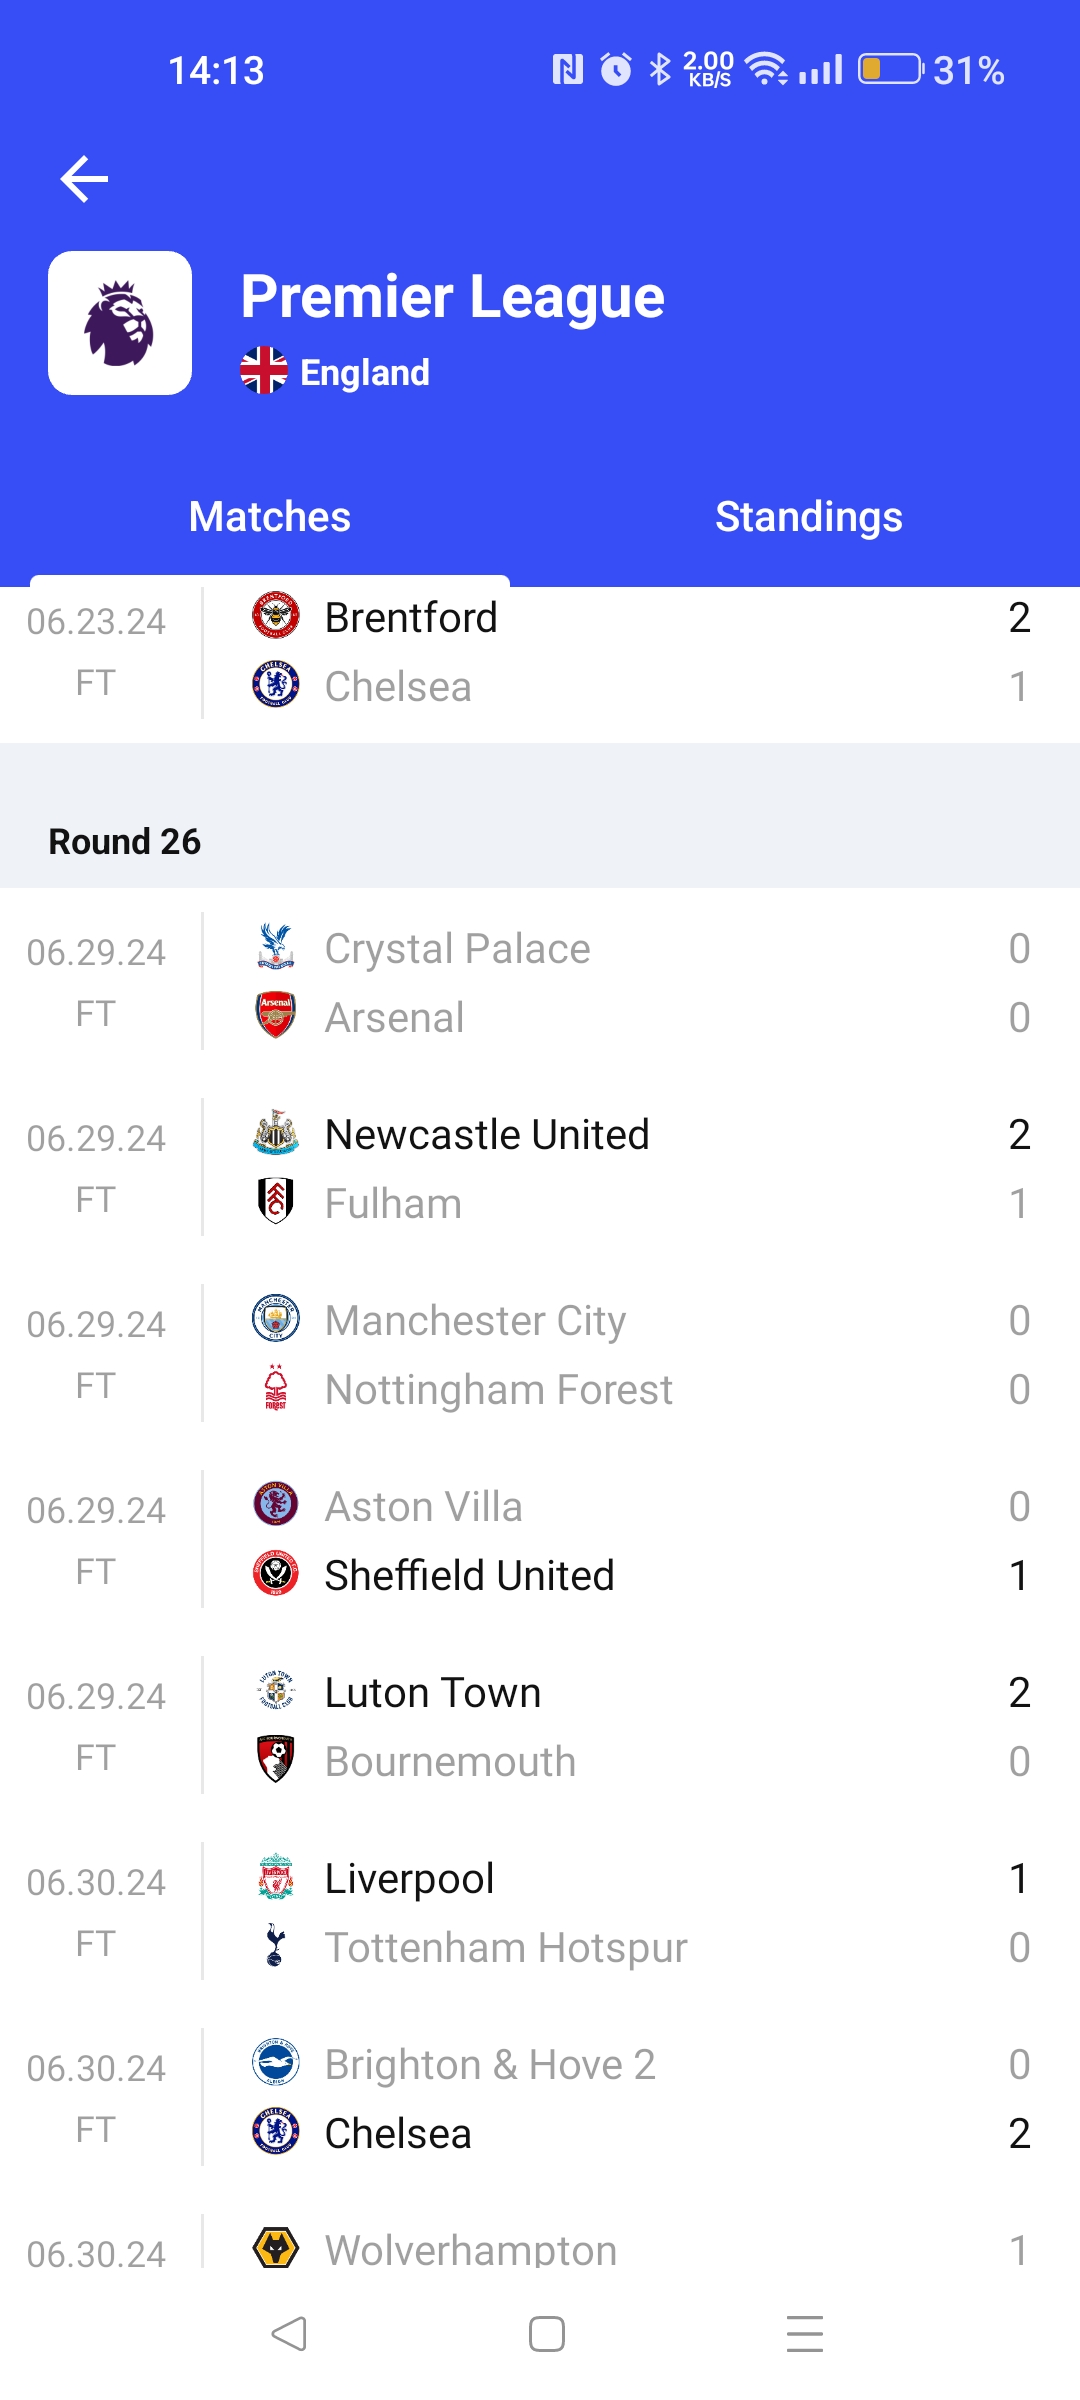 14:13 2.00 KB/S 31%
Premier League
England
Matches Standings
06.23.24 Brentford 2
FT Chelsea 1
Round 26
06.29.24 Crystal Palace 0
FT Arsenal 0
06.29.24 Newcastle United 2
FT Fulham 1
06.29.24 Manchester City 0
FT Nottingham Forest 0
06.29.24 Aston Villa 0
FT Sheffield United 1
06.29.24 Luton Town 2
FT Bournemouth 0
06.30.24 Liverpool 1
FT Tottenham Hotspur 0
06.30.24 Brighton & Hove 2 0
FT Chelsea 2
06.30.24 Wolverhampton 1